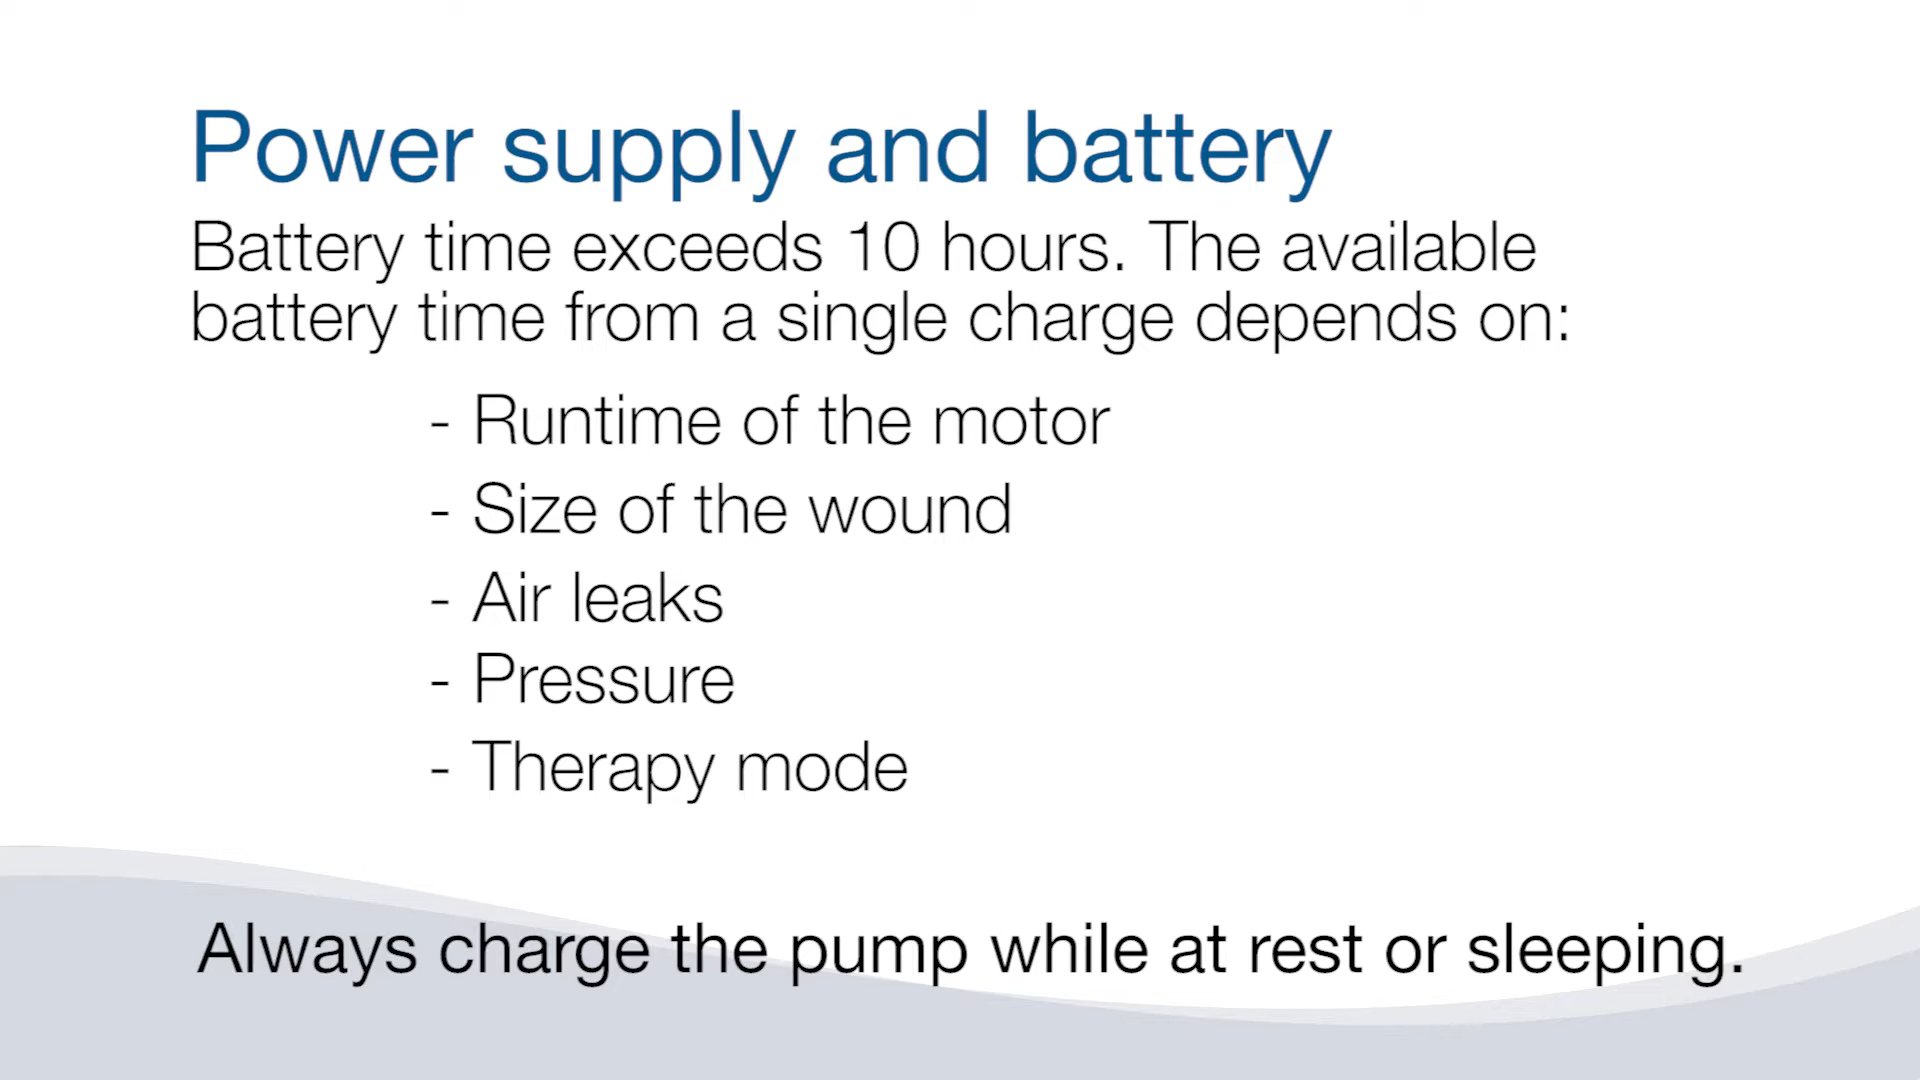 Power supply and battery
Battery time exceeds 10 hours. The available
battery time from a single charge depends on:
- Runtime of the motor
- Size of the wound
- Air leaks
- Pressure
- Therapy mode
Always charge the pump while at rest or sleeping.